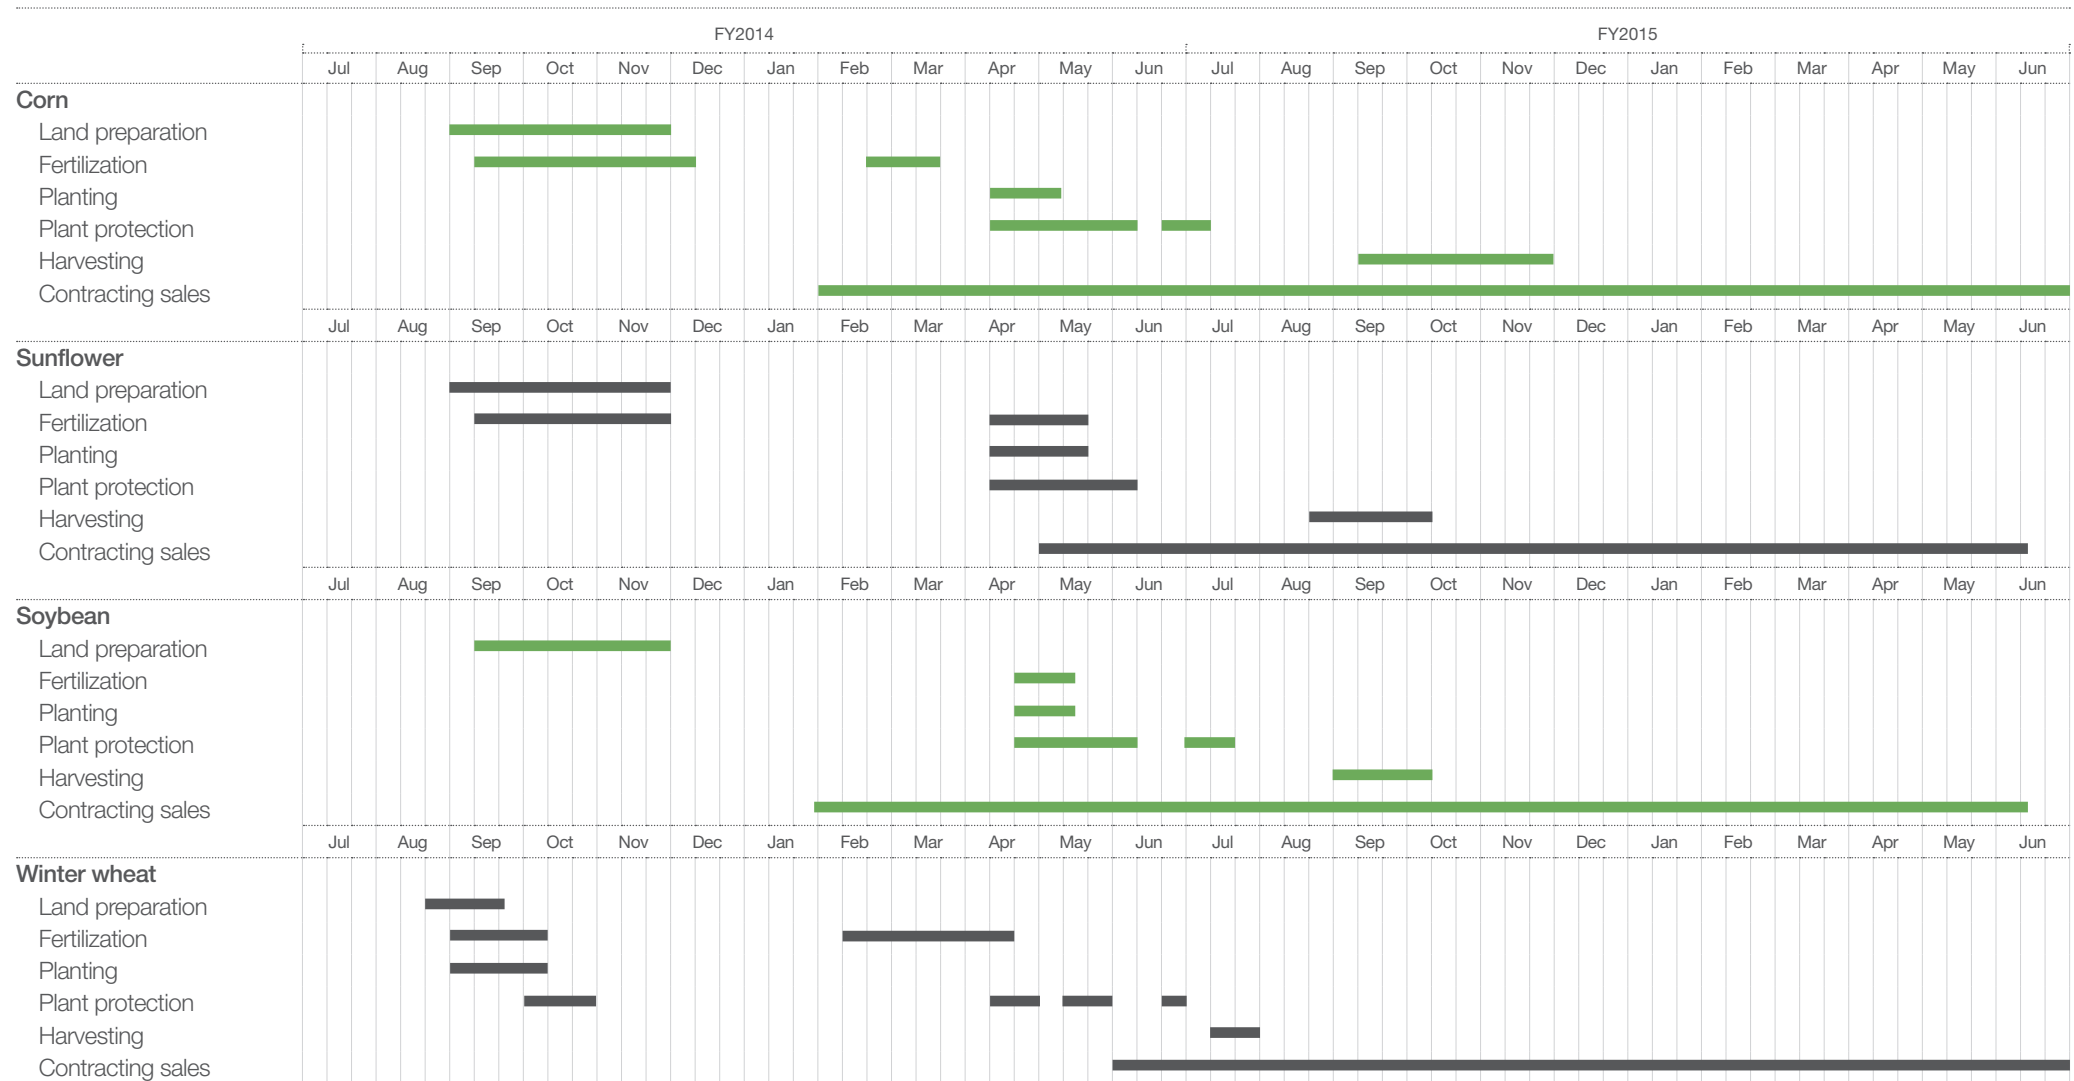 FY2014 FY2015
Jul Aug Sep Oct Nov Dec Jan Feb Mar Apr May Jun Jul Aug Sep Oct Nov Dec Jan Feb Mar Apr May Jun
Corn
Land preparation
Fertilization
Planting
Plant protection
Harvesting
Contracting sales
Jul Aug Sep Oct Nov Dec Jan Feb Mar Apr May Jun Jul Aug Sep Oct Nov Dec Jan Feb Mar Apr May Jun
Sunflower
Land preparation
Fertilization
Planting
Plant protection
Harvesting
Contracting sales
Jul Aug Sep Oct Nov Dec Jan Feb Mar Apr May Jun Jul Aug Sep Oct Nov Dec Jan Feb Mar Apr May Jun
Soybean
Land preparation
Fertilization
Planting
Plant protection
Harvesting
Contracting sales
Jul Aug Sep Oct Nov Dec Jan Feb Mar Apr May Jun Jul Aug Sep Oct Nov Dec Jan Feb Mar Apr May Jun
Winter wheat
Land preparation
Fertilization
Planting
Plant protection
Harvesting
Contracting sales